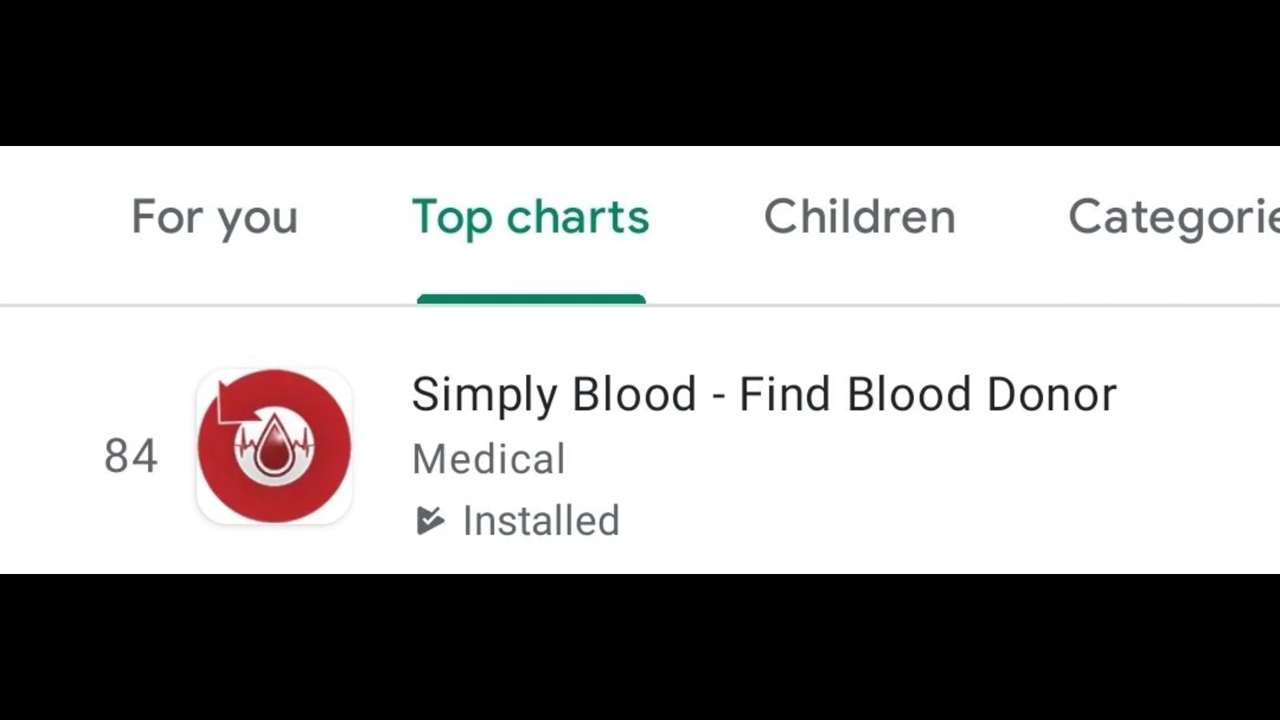 For you Top charts Children Categorie
84
Simply Blood - Find Blood Donor
Medical
Installed